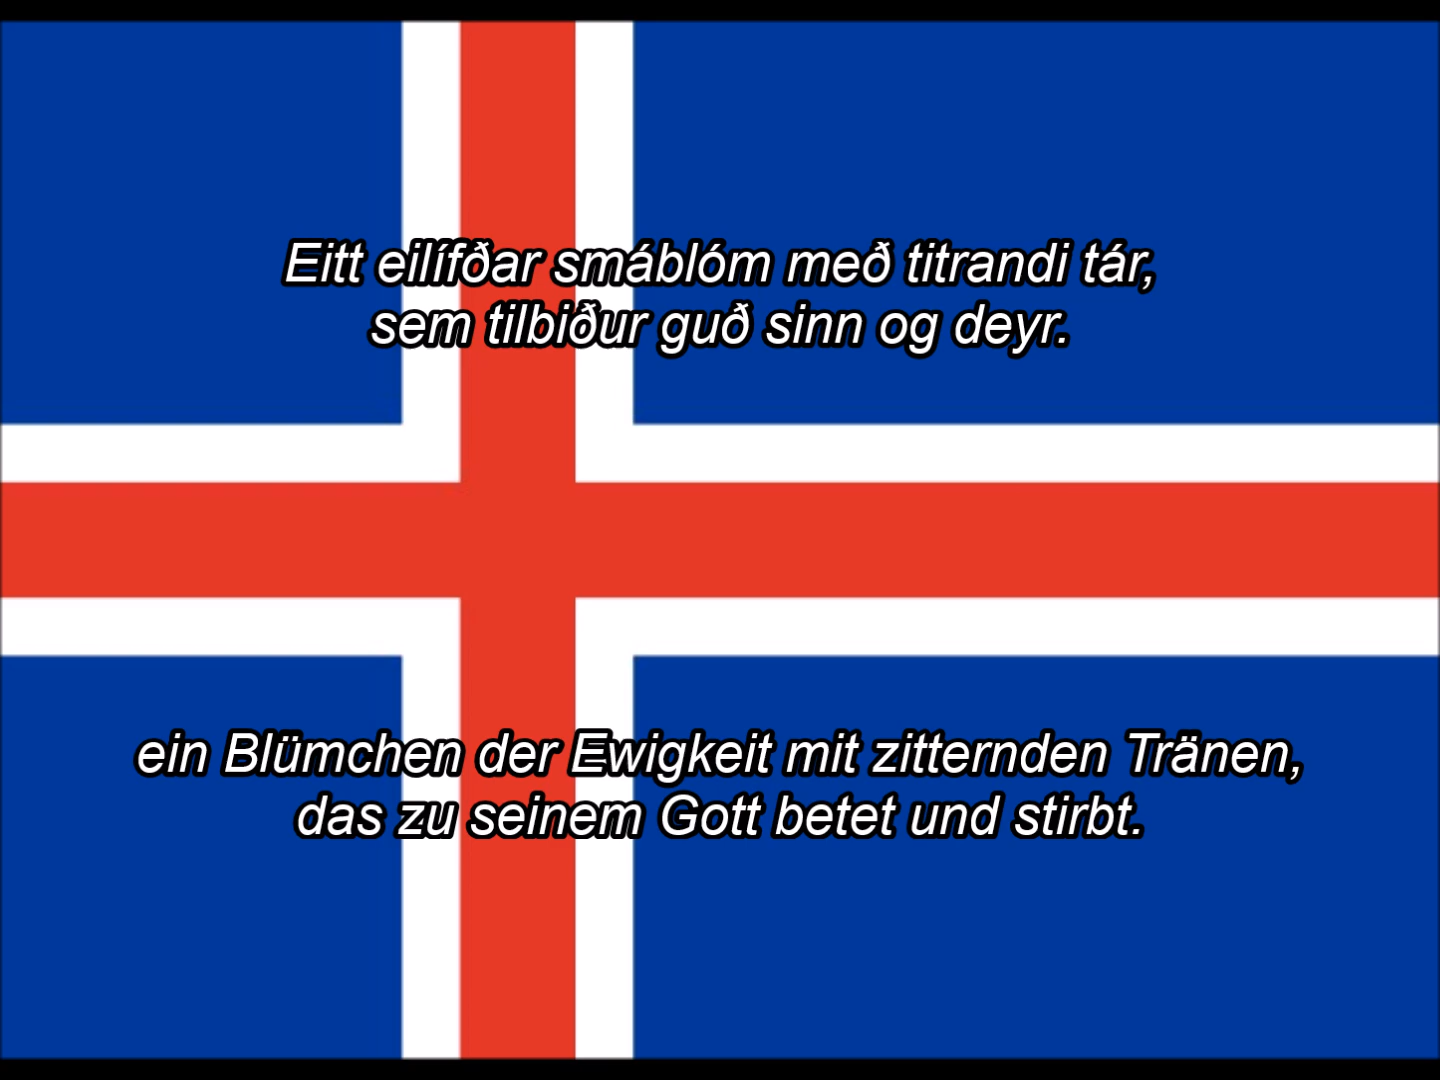 Eitt eilífðar smáblóm með titrandi tár,
sem tilbiður guð sinn og deyr.
ein Blümchen der Ewigkeit mit zitternden Tränen,
das zu seinem Gott betet und stirbt.